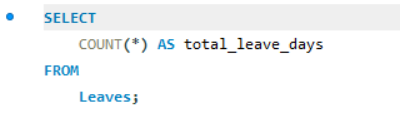 SELECT
COUNT(*) AS total_leave_days
FROM
Leaves;